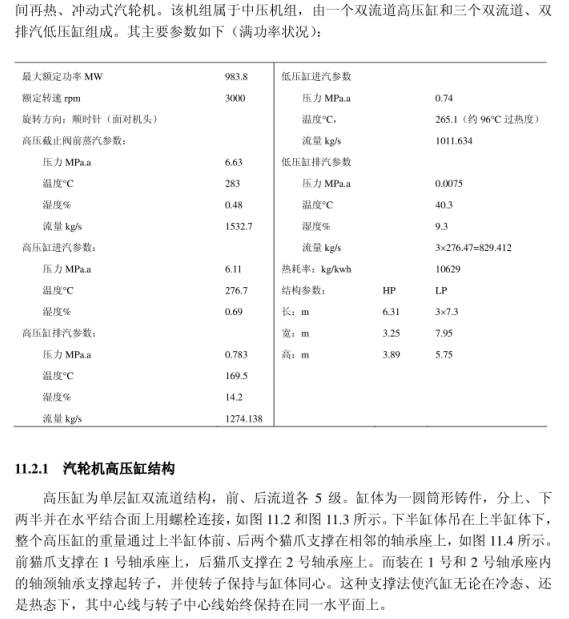 间再热、冲动式汽轮机。该机组属于中压机组，由一个双流道高压缸和三个双流道、双
排汽低压缸组成。其主要参数如下（满功率状况）：
最大额定功率 MW 983.8
额定转速 rpm 3000
旋转方向：顺时针（面对机头）
高压截止阀前蒸汽参数：
压力 MPa.a 6.63
温度°C 283
湿度% 0.48
流量 kg/s 1532.7
高压缸进汽参数：
压力 MPa.a 6.11
温度°C 276.7
湿度% 0.69
高压缸排汽参数：
压力 MPa.a 0.783
温度°C 169.5
湿度% 14.2
流量 kg/s 1274.138
低压缸进汽参数
压力 MPa.a 0.74
温度°C， 265.1（约 96°C 过热度）
流量 kg/s 1011.634
低压缸排汽参数
压力 MPa.a 0.0075
温度°C 40.3
湿度% 9.3
流量 kg/s 3×276.47=829.412
热耗率：kg/kwh 10629
结构参数： HP LP
长：m 6.31 3×7.3
宽：m 3.25 7.95
高：m 3.89 5.75
11.2.1 汽轮机高压缸结构
高压缸为单层缸双流道结构，前、后流道各 5 级。缸体为一圆筒形铸件，分上、下
两半并在水平结合面上用螺栓连接，如图 11.2 和图 11.3 所示。下半缸体吊在上半缸体下，
整个高压缸的重量通过上半缸体前、后两个猫爪支撑在相邻的轴承座上，如图 11.4 所示。
前猫爪支撑在 1 号轴承座上，后猫爪支撑在 2 号轴承座上。而装在 1 号和 2 号轴承座内
的轴颈轴承支撑起转子，并使转子保持与缸体同心。这种支撑法使汽缸无论在冷态、还
是热态下，其中心线与转子中心线始终保持在同一水平面上。